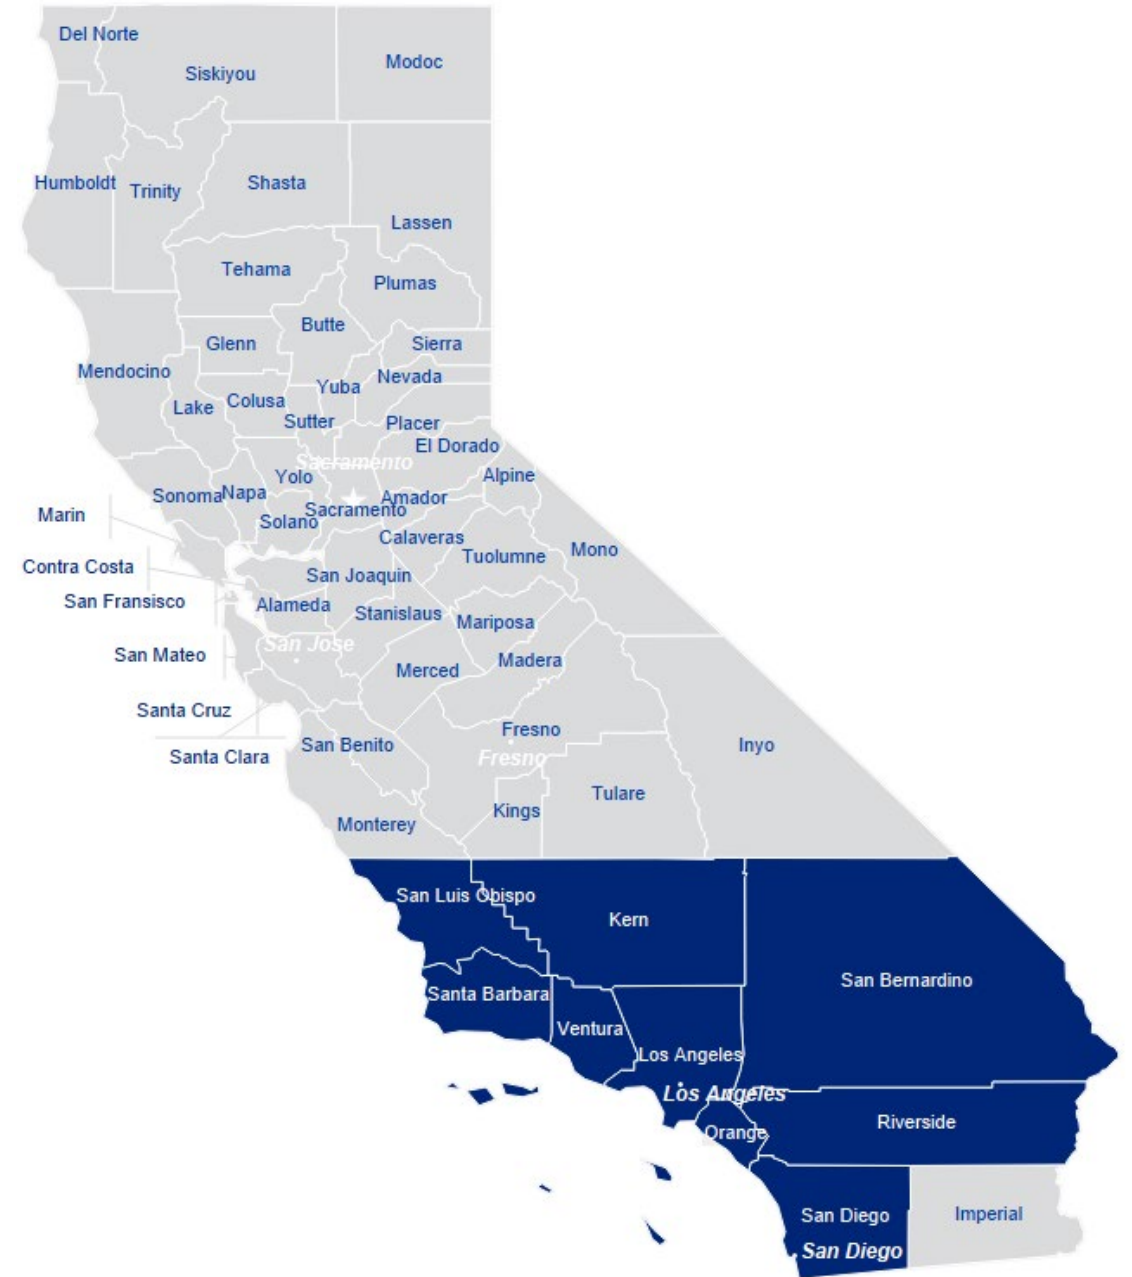 Del Norte
Siskiyou
Modoc
Humboldt
Trinity
Shasta
Lassen
Tehama
Plumas
Butte
Glenn
Sierra
Mendocino
Nevada
Yuba
Lake
Colusa
Sutter
Placer
El Dorado
Sacramento
Yolo
Alpine
Sonoma
Napa
Amador
Sacramento
Marin
Solano
Calaveras
Mono
Tuolumne
Contra Costa
San Joaquin
San Fransisco
Alameda
Stanislaus
Mariposa
San Jose
San Mateo
Madera
Merced
Santa Cruz
Fresno
San Benito
Inyo
Santa Clara
Fresno
Tulare
Kings
Monterey
San Luis Obispo
Kern
San Bernardino
Santa Barbara
Ventura
Los Angeles
Los Angeles
Riverside
Orange
San Diego
Imperial
San Diego